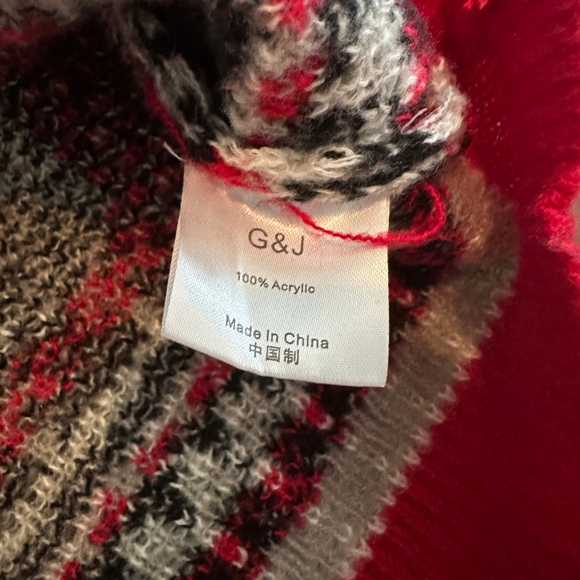 G&J
100% Acrylic
Made In China
中国制